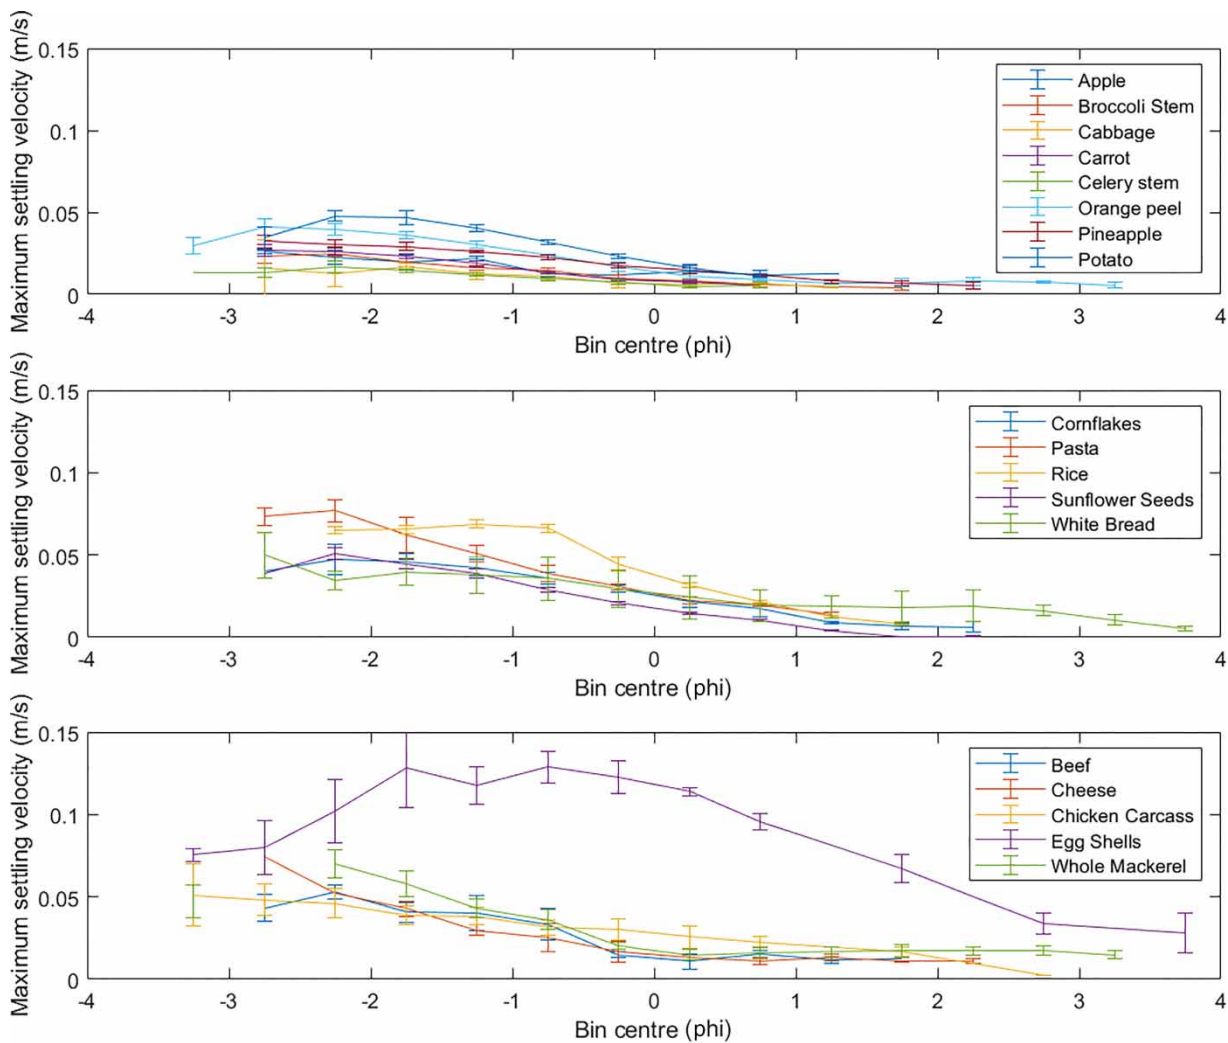 Maximum settling velocity (m/s)
0.15
0.1
0.05
0
-4 -3 -2 -1 0 1 2 3 4
Bin centre (phi)
Apple
Broccoli Stem
Cabbage
Carrot
Celery stem
Orange peel
Pineapple
Potato
Maximum settling velocity (m/s)
0.15
0.1
0.05
0
-4 -3 -2 -1 0 1 2 3 4
Bin centre (phi)
Cornflakes
Pasta
Rice
Sunflower Seeds
White Bread
Maximum settling velocity (m/s)
0.15
0.1
0.05
0
-4 -3 -2 -1 0 1 2 3 4
Bin centre (phi)
Beef
Cheese
Chicken Carcass
Egg Shells
Whole Mackerel